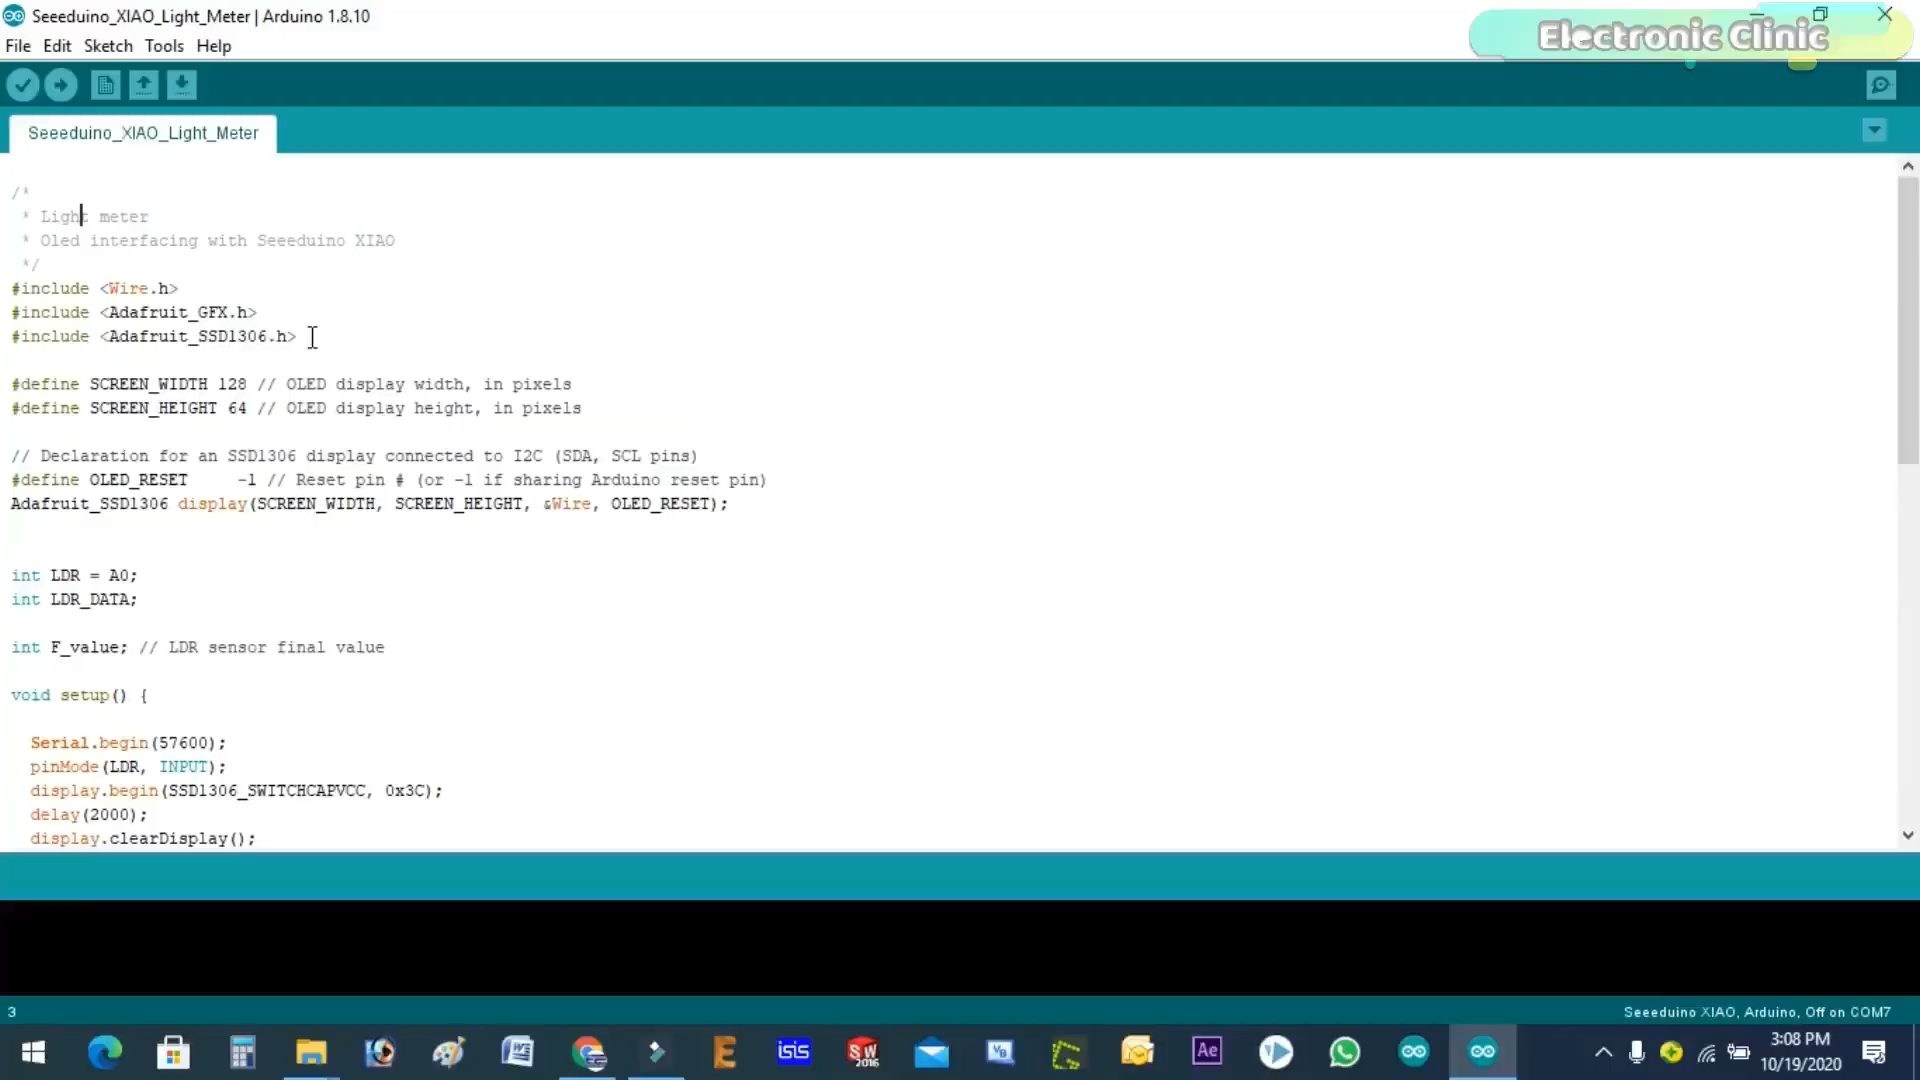 Seeeduino_XIAO_Light_Meter | Arduino 1.8.10
Electronic Clinic
File Edit Sketch Tools Help
Seeeduino_XIAO_Light_Meter
/*
* Light meter
* Oled interfacing with Seeeduino XIAO
*/
#include <Wire.h>
#include <Adafruit_GFX.h>
#include <Adafruit_SSD1306.h>
#define SCREEN_WIDTH 128 // OLED display width, in pixels
#define SCREEN_HEIGHT 64 // OLED display height, in pixels
// Declaration for an SSD1306 display connected to I2C (SDA, SCL pins)
#define OLED_RESET     -1 // Reset pin # (or -1 if sharing Arduino reset pin)
Adafruit_SSD1306 display(SCREEN_WIDTH, SCREEN_HEIGHT, &Wire, OLED_RESET);
int LDR = A0;
int LDR_DATA;
int F_value; // LDR sensor final value
void setup() {
Serial.begin(57600);
pinMode(LDR, INPUT);
display.begin(SSD1306_SWITCHCAPVCC, 0x3C);
delay(2000);
display.clearDisplay();
3
Seeeduino XIAO, Arduino, Off on COM7
isis
SW
2016
VB
Ae
3:08 PM
10/19/2020